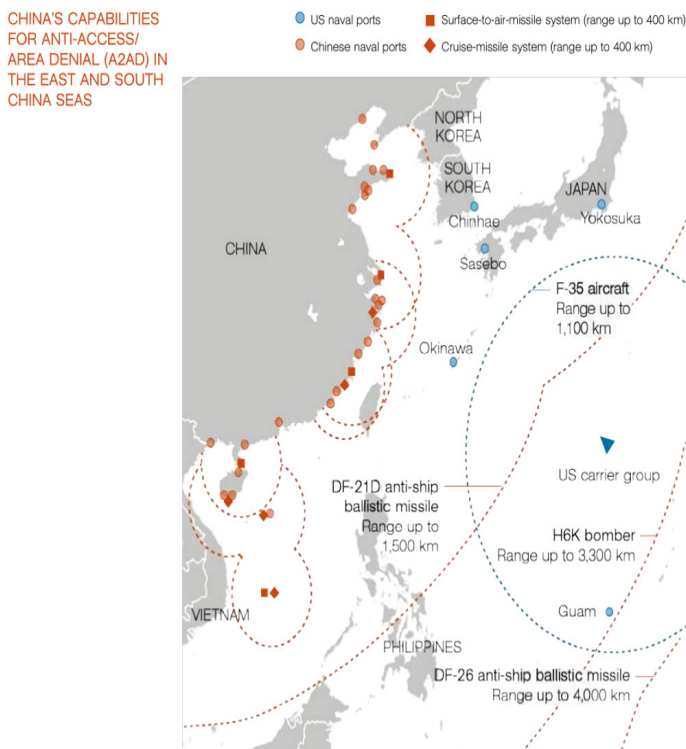 CHINA'S CAPABILITIES
FOR ANTI-ACCESS/
AREA DENIAL (A2AD) IN
THE EAST AND SOUTH
CHINA SEAS
US naval ports
Chinese naval ports
Surface-to-air-missile system (range up to 400 km)
Cruise-missile system (range up to 400 km)
NORTH
KOREA
SOUTH
KOREA
JAPAN
Chinhae
Yokosuka
CHINA
Sasebo
F-35 aircraft
Range up to
1,100 km
Okinawa
US carrier group
DF-21D anti-ship
ballistic missile
Range up to
1,500 km
H6K bomber
Range up to 3,300 km
Guam
VIETNAM
PHILIPPINES
DF-26 anti-ship ballistic missile
Range up to 4,000 km